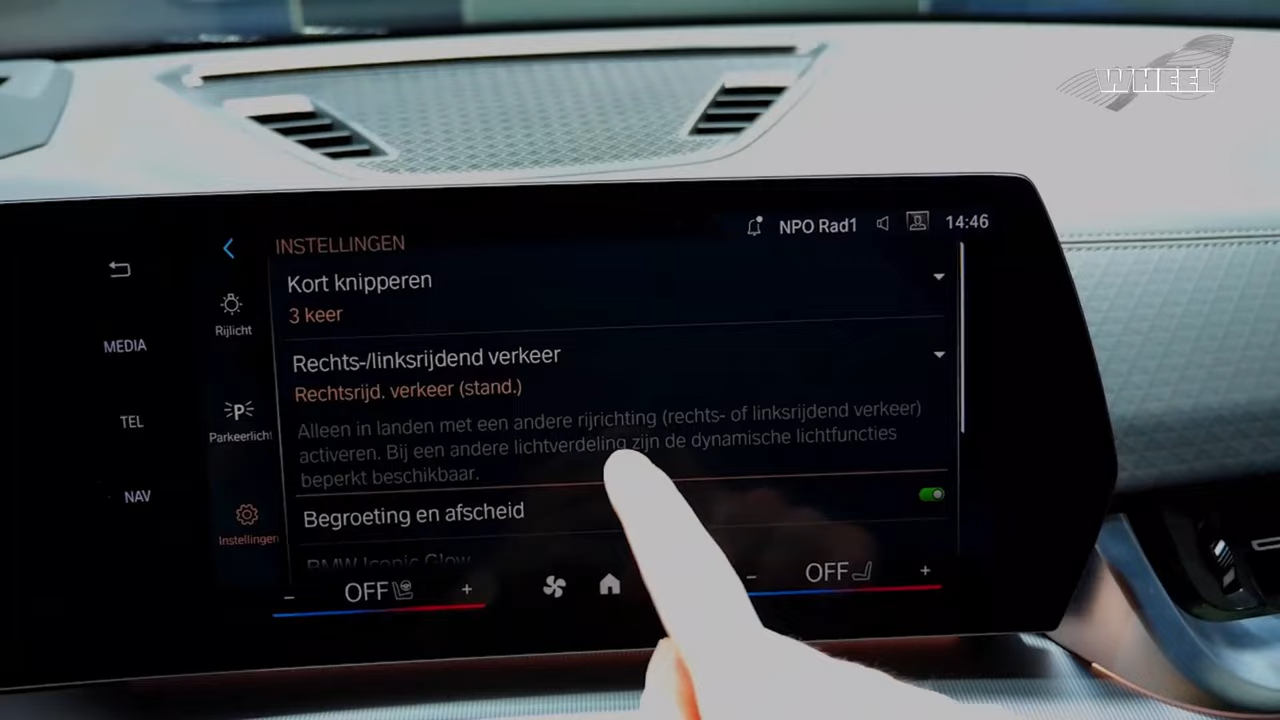 WHEEL
NPO Rad1
14:46
INSTELLINGEN
MEDIA
TEL
NAV
Rijlicht
P
Parkeerlicht
Instellingen
Kort knipperen
3 keer
Rechts-/linksrijdend verkeer
Rechtsrijd. verkeer (stand.)
Alleen in landen met een andere rijrichting (rechts- of linksrijdend verkeer)
activeren. Bij een andere lichtverdeling zijn de dynamische lichtfuncties
beperkt beschikbaar.
Begroeting en afscheid
BMW Iconic Glow
- OFF +
- OFF +